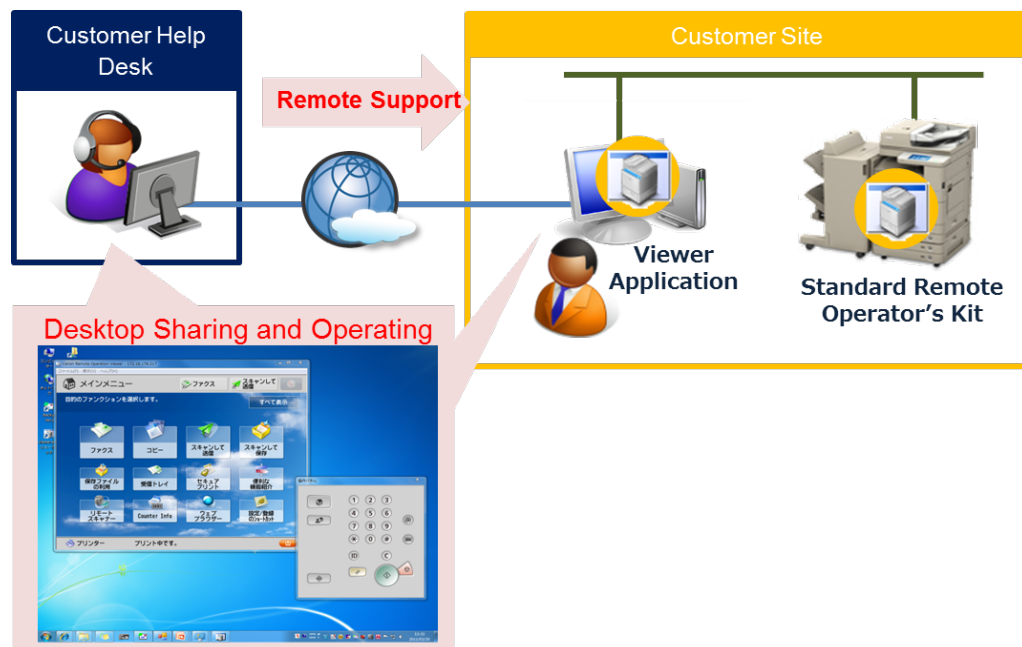 Customer Help
Desk
Customer Site
Remote Support
Viewer
Application
Standard Remote
Operator's Kit
Desktop Sharing and Operating
メインメニュー
ファクス
スキャンして
送信
目的のファンクションを選択します。
すべて表示
ファクス
コピー
スキャンして
送信
スキャンして
保存
保存ファイル
の利用
受信トレイ
セキュア
プリント
便利な
機能紹介
リモート
スキャナー
Counter Info
ウェブ
ブラウザー
設定/登録
のショートカット
プリンター
プリント中です。
操作パネル
1 2 3
4 5 6
7 8 9
* 0 #
ID C